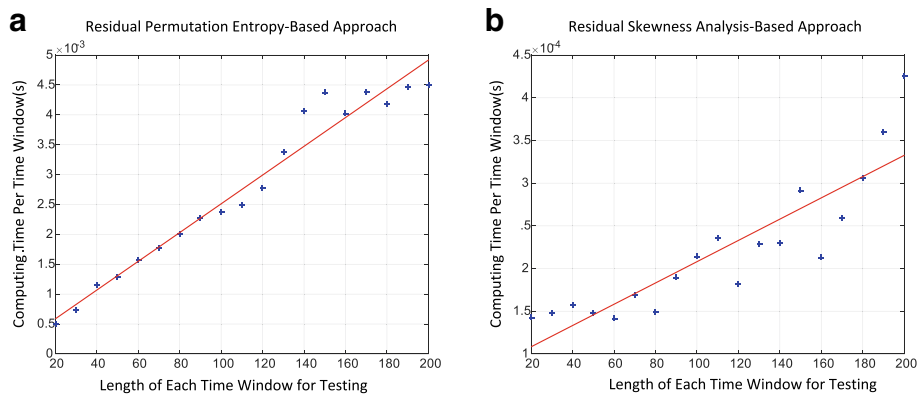 a
Residual Permutation Entropy-Based Approach
×10⁻³
5
4.5
4
3.5
3
2.5
2
1.5
1
0.5
0
20 40 60 80 100 120 140 160 180 200
Computing.Time Per Time Window(s)
Length of Each Time Window for Testing
b
Residual Skewness Analysis-Based Approach
×10⁻⁴
4.5
4
3.5
3
.5
2
1.5
1
20 40 60 80 100 120 140 160 180 200
Computing Time Per Time Window(s)
Length of Each Time Window for Testing